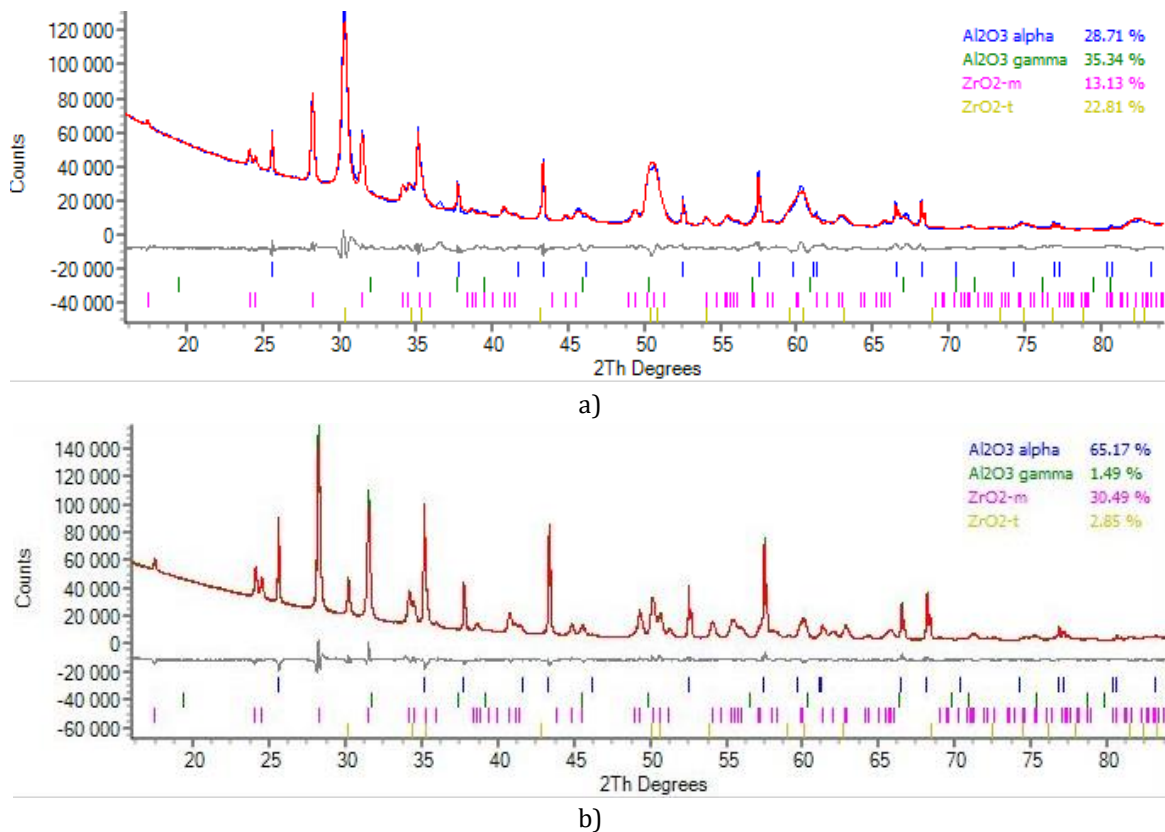 120 000
100 000
80 000
60 000
40 000
20 000
0
-20 000
-40 000
Counts
Al2O3 alpha 28.71 %
Al2O3 gamma 35.34 %
ZrO2-m 13.13 %
ZrO2-t 22.81 %
20 25 30 35 40 45 50 55 60 65 70 75 80
2Th Degrees
a)
140 000
120 000
100 000
80 000
60 000
40 000
20 000
0
-20 000
-40 000
-60 000
Counts
Al2O3 alpha 65.17 %
Al2O3 gamma 1.49 %
ZrO2-m 30.49 %
ZrO2-t 2.85 %
20 25 30 35 40 45 50 55 60 65 70 75 80
2Th Degrees
b)